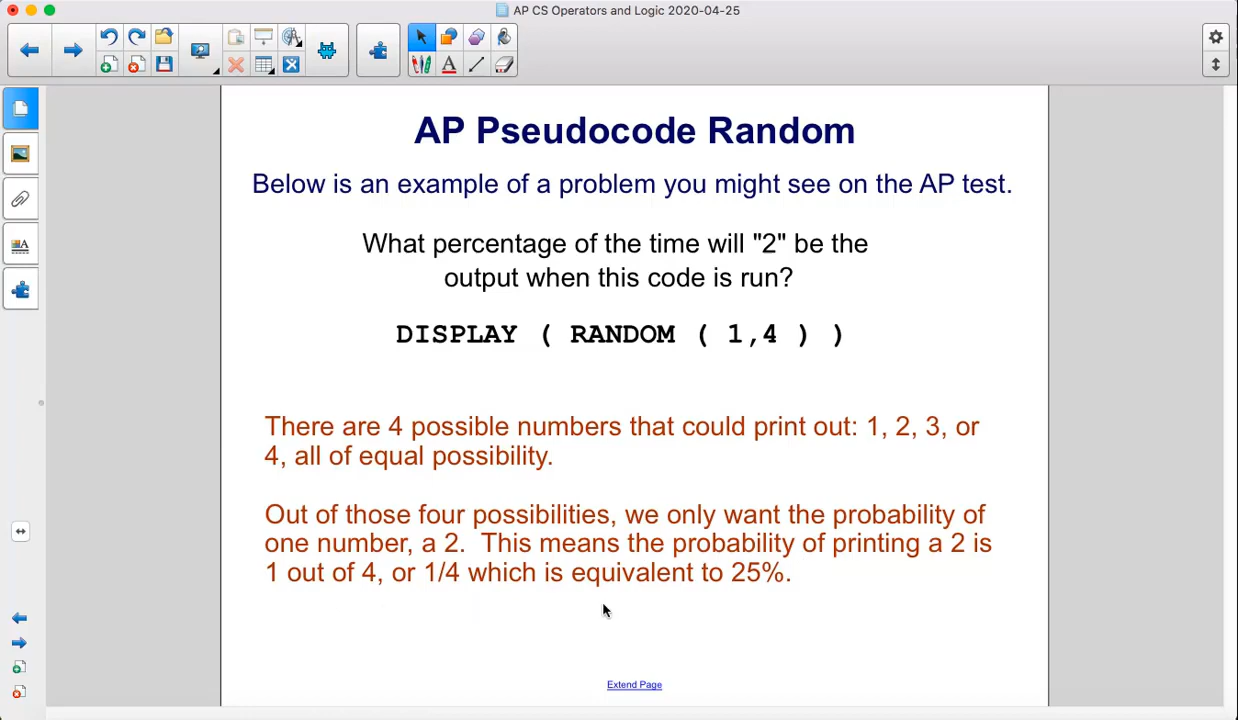 AP CS Operators and Logic 2020-04-25
AP Pseudocode Random
Below is an example of a problem you might see on the AP test.
What percentage of the time will "2" be the
output when this code is run?
DISPLAY ( RANDOM ( 1,4 ) )
There are 4 possible numbers that could print out: 1, 2, 3, or
4, all of equal possibility.
Out of those four possibilities, we only want the probability of
one number, a 2.  This means the probability of printing a 2 is
1 out of 4, or 1/4 which is equivalent to 25%.
Extend Page